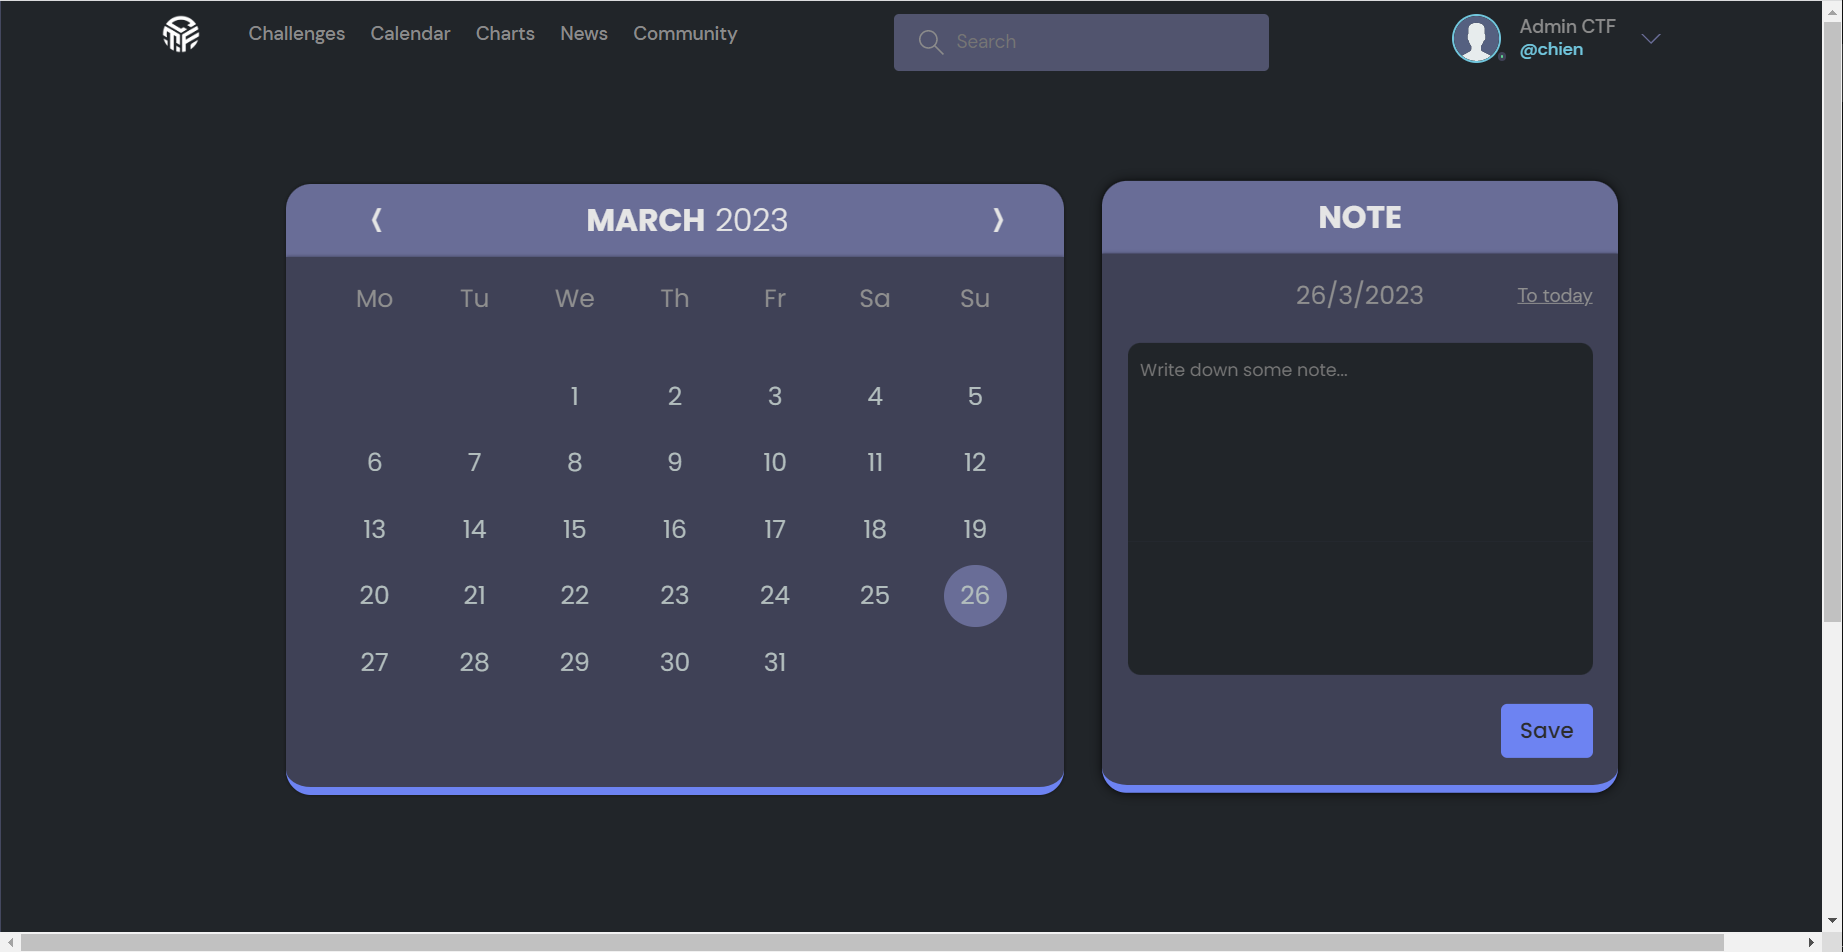 Challenges Calendar Charts News Community
Search
Admin CTF
@chien
❰ MARCH 2023 ❱
Mo Tu We Th Fr Sa Su
1 2 3 4 5
6 7 8 9 10 11 12
13 14 15 16 17 18 19
20 21 22 23 24 25 26
27 28 29 30 31
NOTE
26/3/2023 To today
Write down some note...
Save